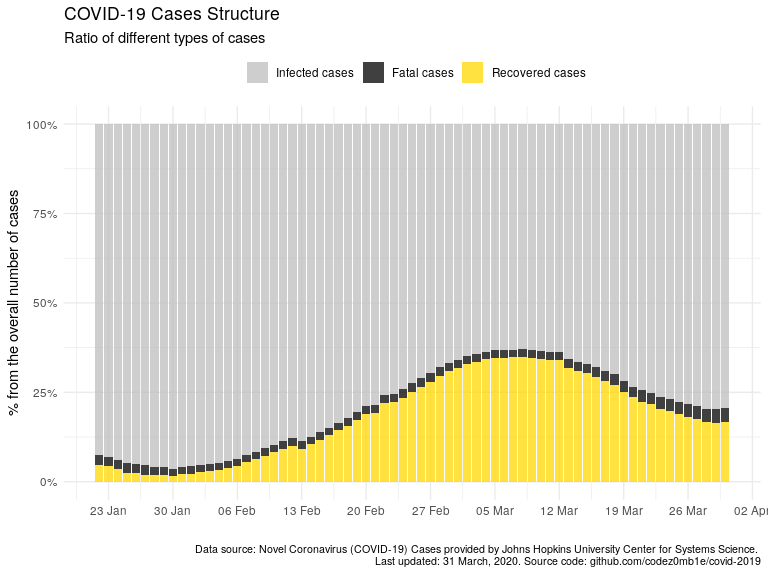 COVID-19 Cases Structure
Ratio of different types of cases
Infected cases Fatal cases Recovered cases
% from the overall number of cases
100%
75%
50%
25%
0%
23 Jan 30 Jan 06 Feb 13 Feb 20 Feb 27 Feb 05 Mar 12 Mar 19 Mar 26 Mar 02 Apr
Data source: Novel Coronavirus (COVID-19) Cases provided by Johns Hopkins University Center for Systems Science.
Last updated: 31 March, 2020. Source code: github.com/codez0mb1e/covid-2019